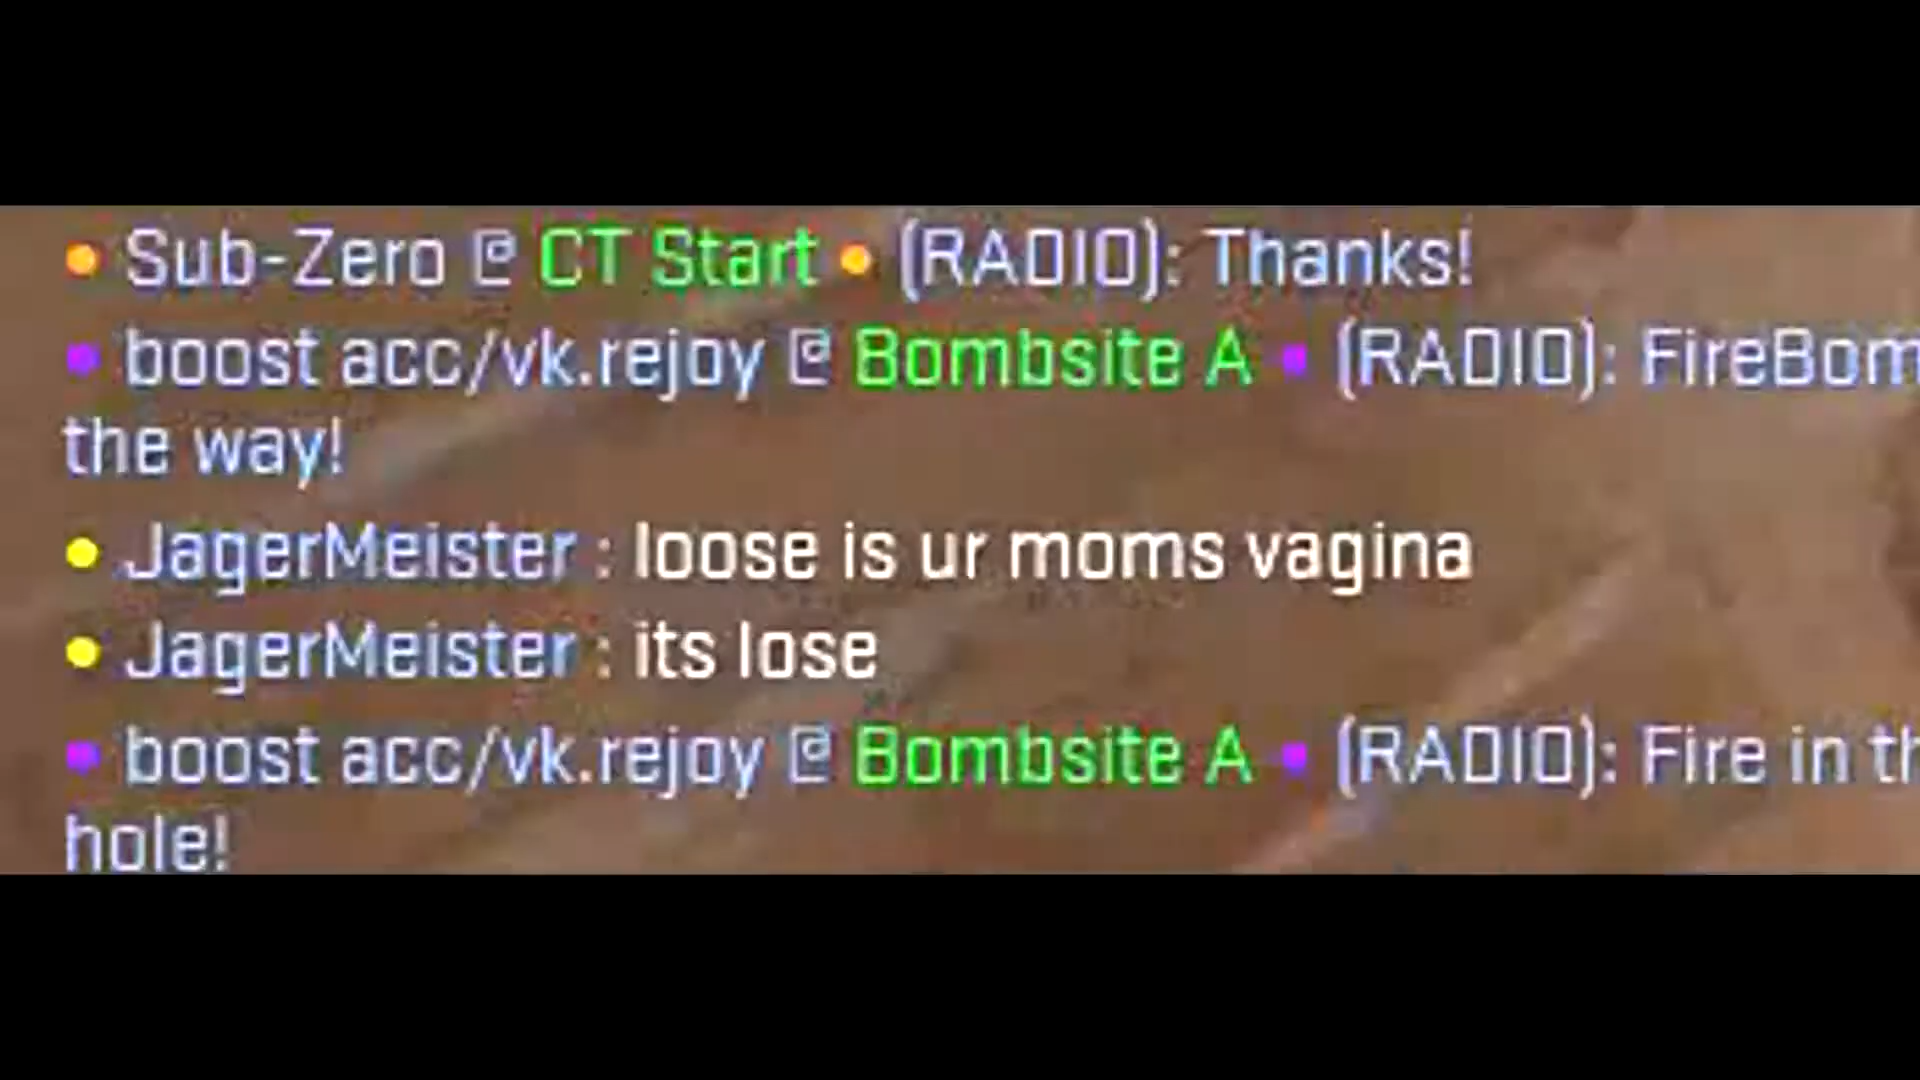 Sub-Zero @ CT Start • (RADIO): Thanks!
boost acc/vk.rejoy @ Bombsite A • (RADIO): FireBom
the way!
JagerMeister : loose is ur moms vagina
JagerMeister : its lose
boost acc/vk.rejoy @ Bombsite A • (RADIO): Fire in th
hole!